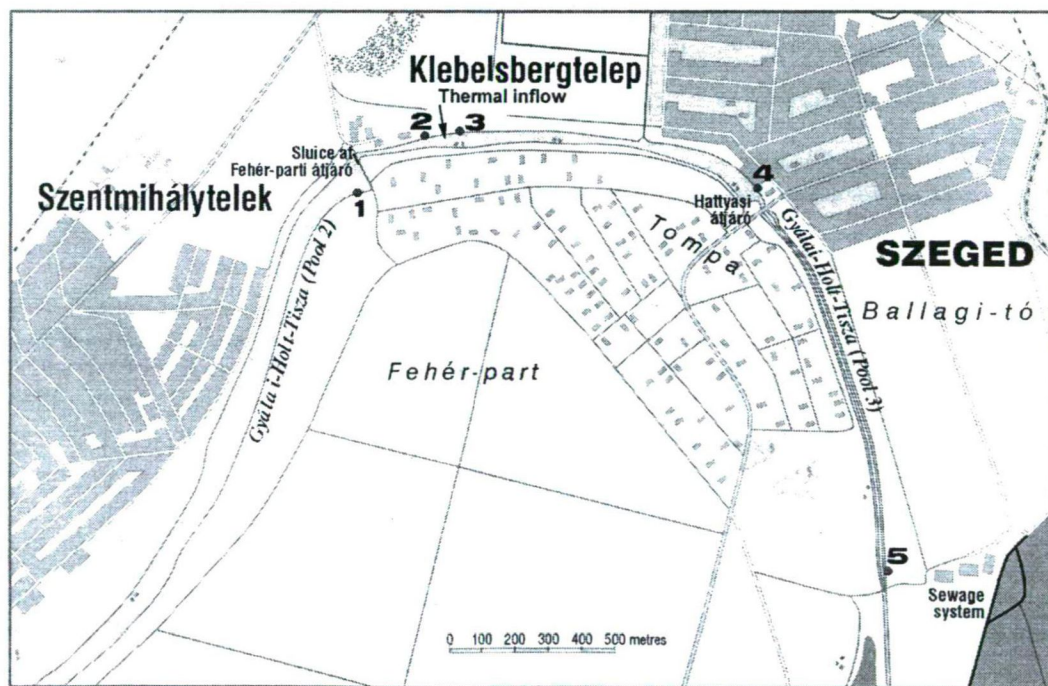 Klebelsbergtelep
Thermal inflow
2
3
Sluice at
Fehér-parti átjáró
Szentmihálytelek
1
4
Hattyasi
átjáró
Tompa
Gyálai-Holt-Tisza (Pool 2)
Gyálai-Holt-Tisza (Pool 3)
SZEGED
Ballagi-tó
Fehér-part
5
Sewage
system
0 100 200 300 400 500 metres